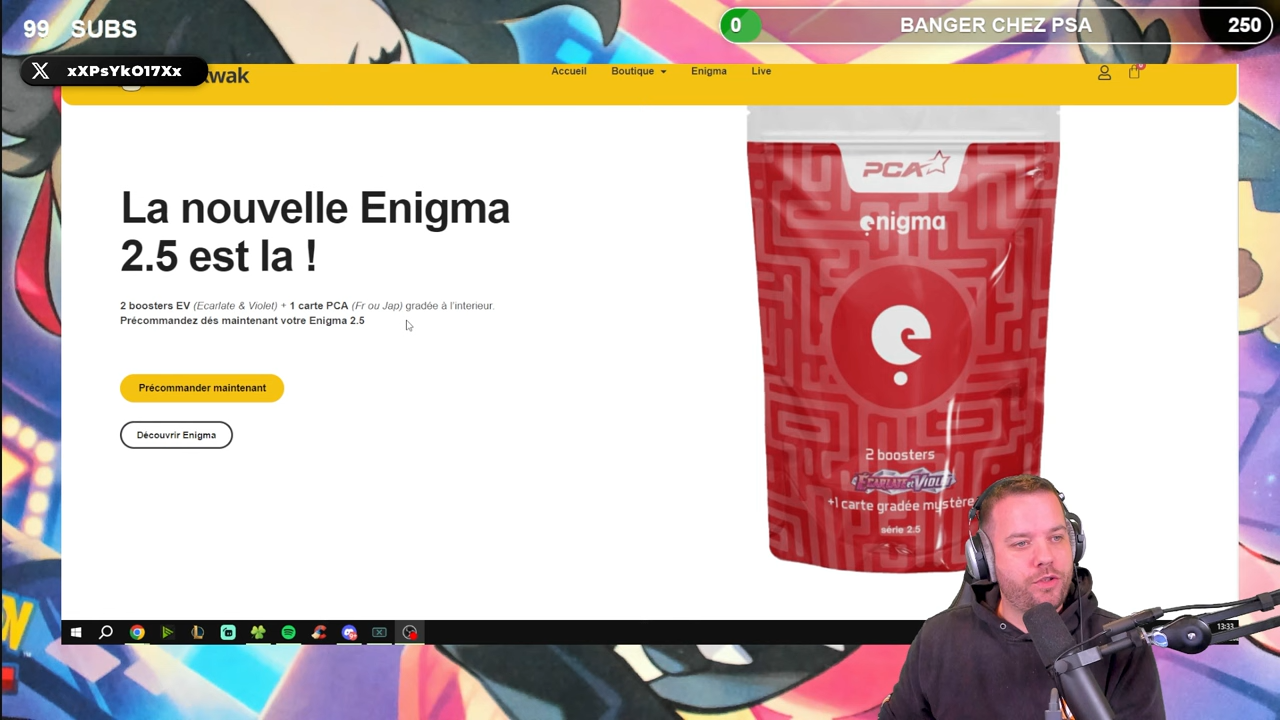 99 SUBS
0 BANGER CHEZ PSA 250
xXPsYkO17Xx
wak
Accueil Boutique Enigma Live
PCA
enigma
La nouvelle Enigma
2.5 est la !
2 boosters EV (Ecarlate & Violet) + 1 carte PCA (Fr ou Jap) gradée à l'interieur.
Précommandez dés maintenant votre Enigma 2.5
Précommander maintenant
Découvrir Enigma
2 boosters
ECARLATE et VIOLET
+1 carte gradée mystère
série 2.5
13:33